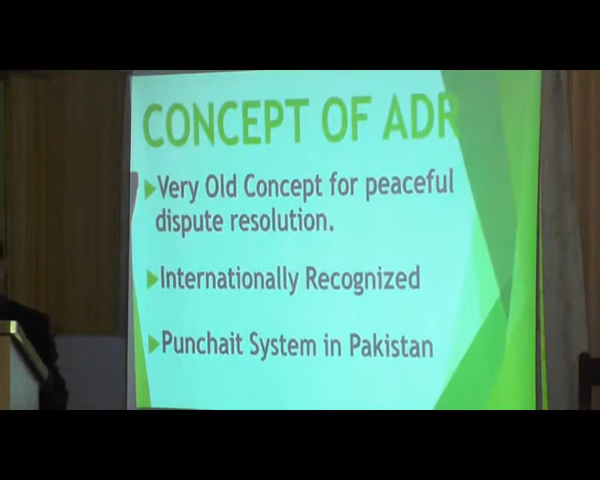 CONCEPT OF ADR
Very Old Concept for peaceful
dispute resolution.
Internationally Recognized
Punchait System in Pakistan